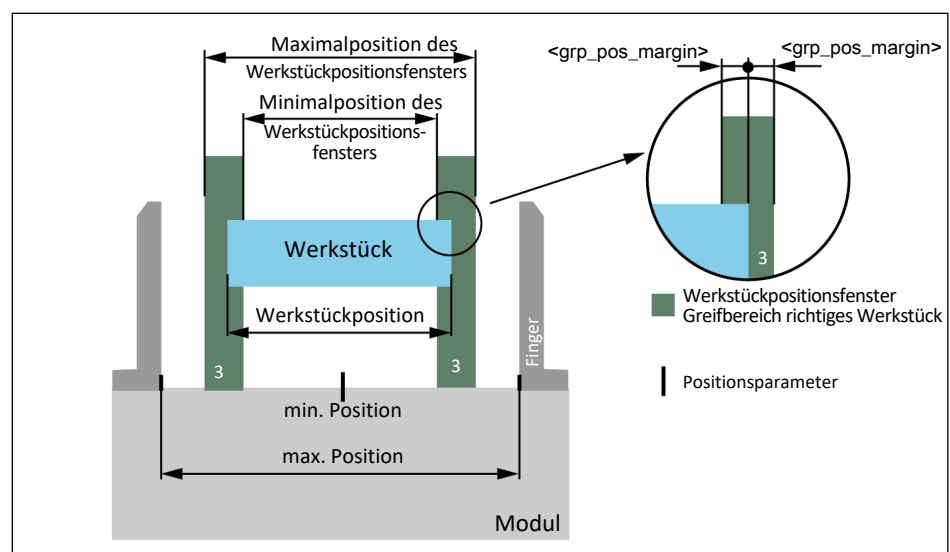 Maximalposition des
Werkstückpositionsfensters
Minimalposition des
Werkstückpositions-
fensters
<grp_pos_margin>
<grp_pos_margin>
Werkstück
Werkstückposition
3
3
3
Finger
Werkstückpositionsfenster
Greifbereich richtiges Werkstück
Positionsparameter
min. Position
max. Position
Modul